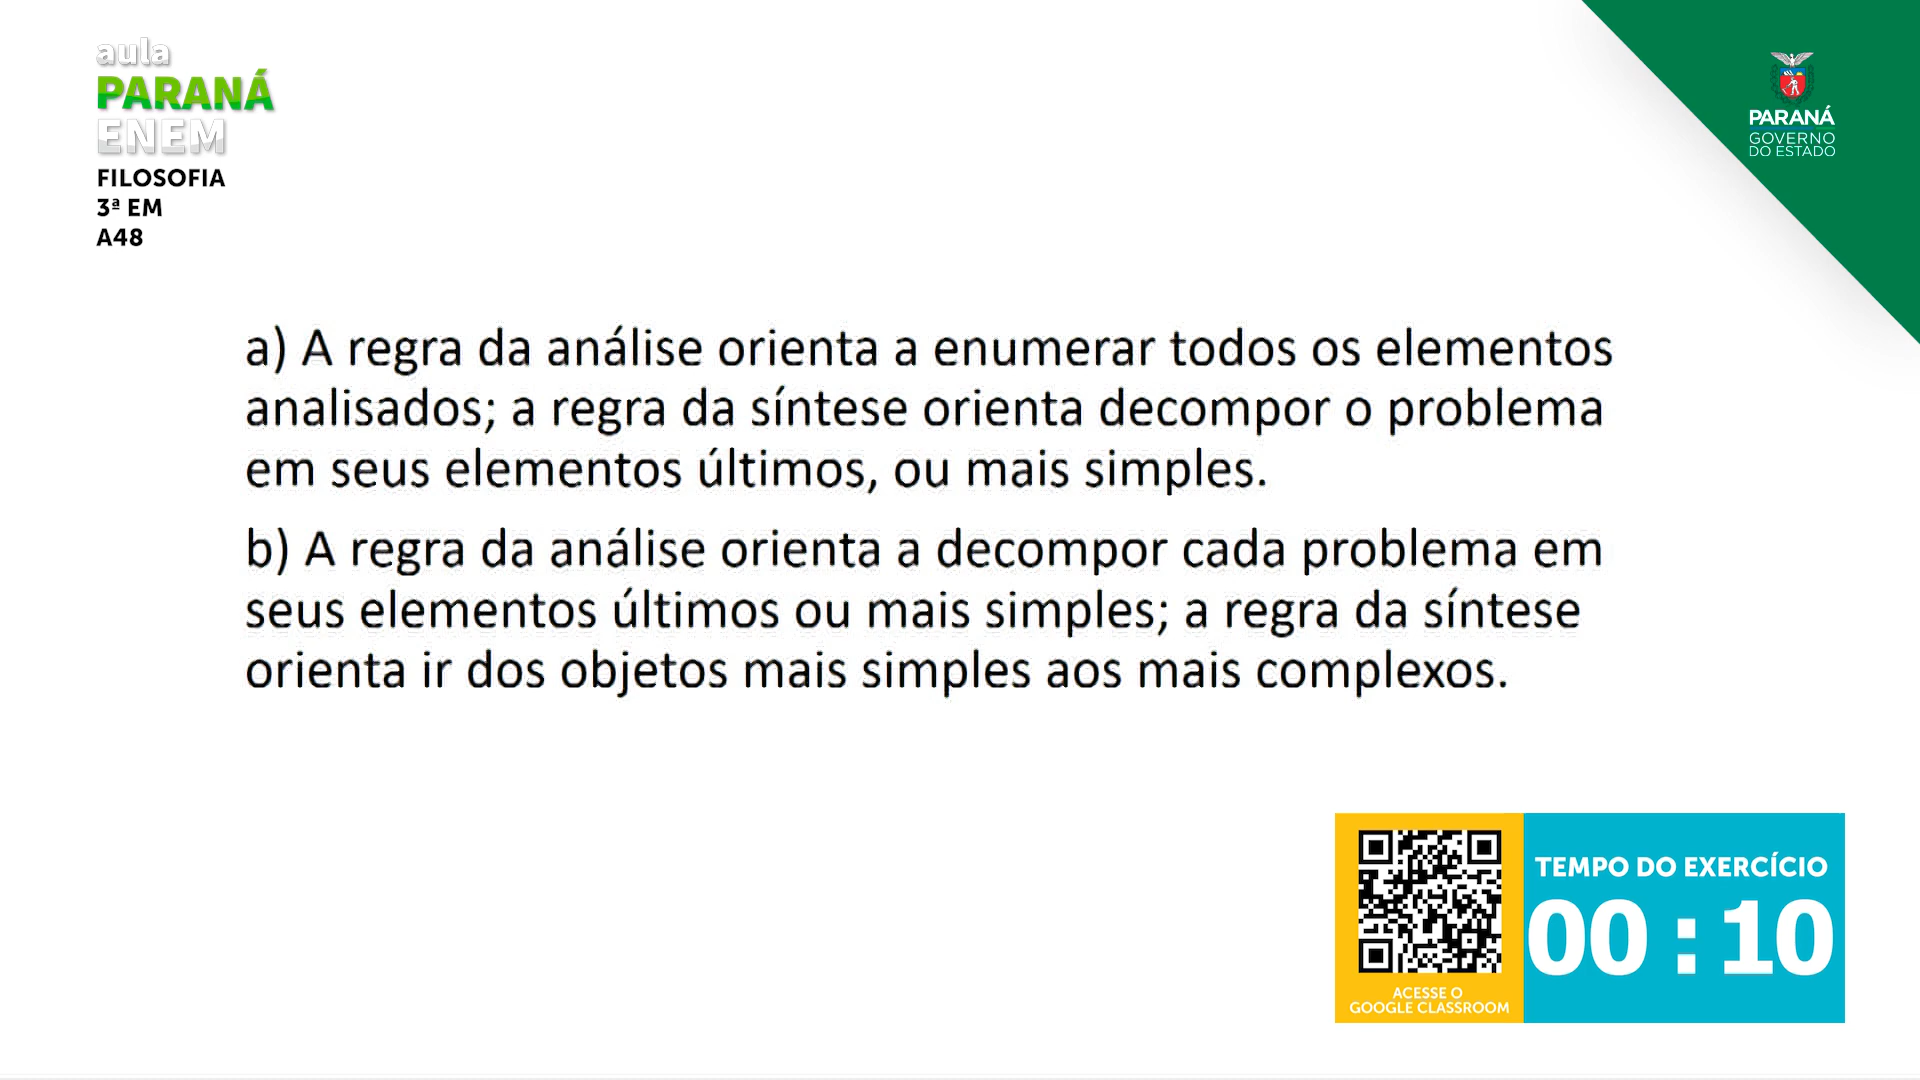 aula
PARANÁ
ENEM
FILOSOFIA
3ª EM
A48
PARANÁ
GOVERNO
DO ESTADO
a) A regra da análise orienta a enumerar todos os elementos
analisados; a regra da síntese orienta decompor o problema
em seus elementos últimos, ou mais simples.
b) A regra da análise orienta a decompor cada problema em
seus elementos últimos ou mais simples; a regra da síntese
orienta ir dos objetos mais simples aos mais complexos.
TEMPO DO EXERCÍCIO
00 : 10
ACESSE O
GOOGLE CLASSROOM